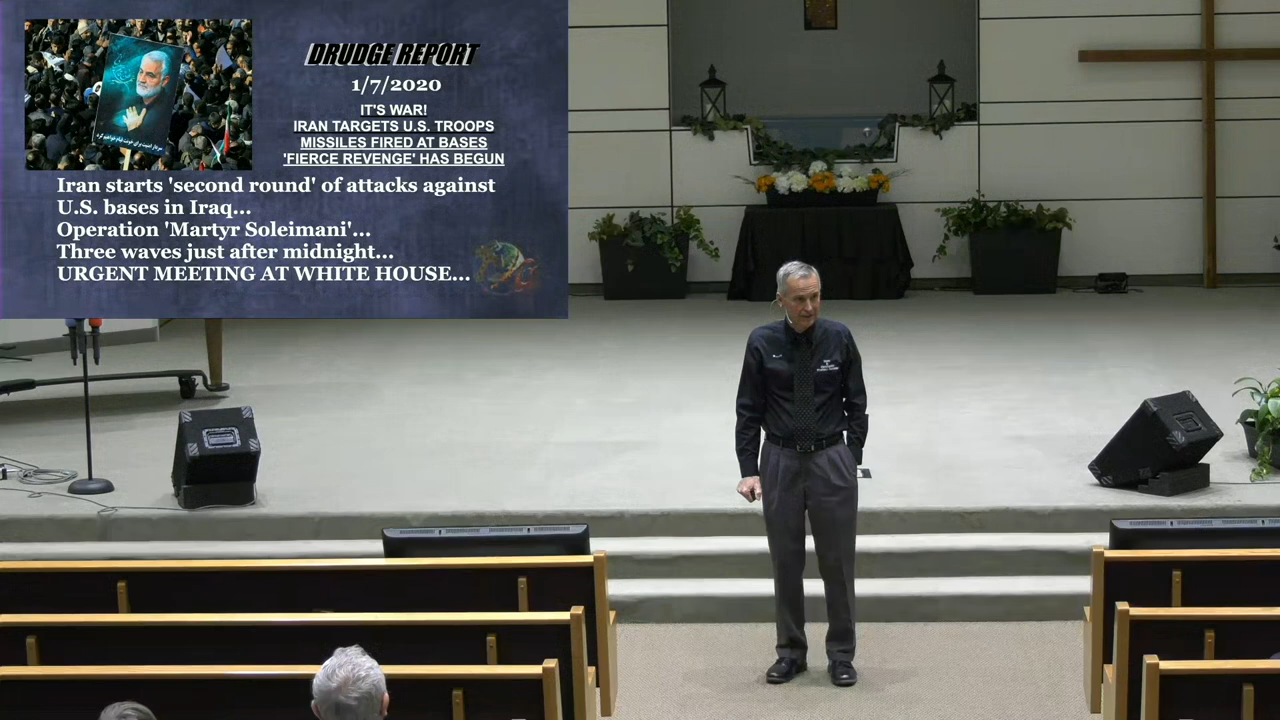 DRUDGE REPORT
1/7/2020
IT'S WAR!
IRAN TARGETS U.S. TROOPS
MISSILES FIRED AT BASES
'FIERCE REVENGE' HAS BEGUN
Iran starts 'second round' of attacks against
U.S. bases in Iraq...
Operation 'Martyr Soleimani'...
Three waves just after midnight...
URGENT MEETING AT WHITE HOUSE...